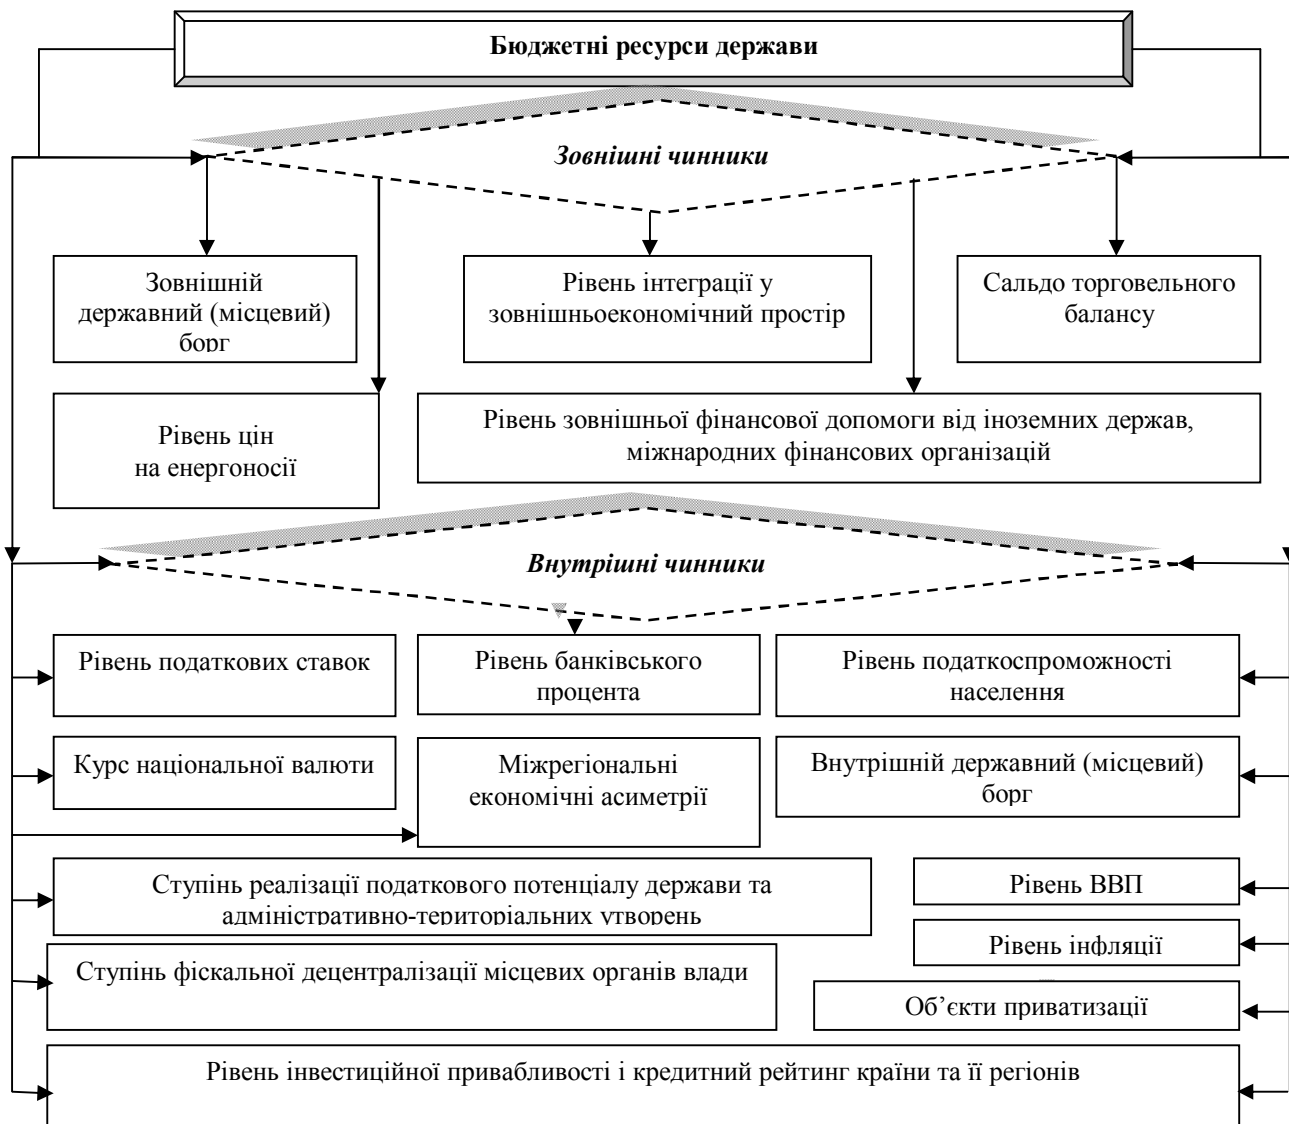 Бюджетні ресурси держави
Зовнішні чинники
Зовнішній
державний (місцевий)
борг
Рівень інтеграції у
зовнішньоекономічний простір
Сальдо торговельного
балансу
Рівень цін
на енергоносії
Рівень зовнішньої фінансової допомоги від іноземних держав,
міжнародних фінансових організацій
Внутрішні чинники
Рівень податкових ставок
Рівень банківського
процента
Рівень податкоспроможності
населення
Курс національної валюти
Міжрегіональні
економічні асиметрії
Внутрішній державний (місцевий)
борг
Ступінь реалізації податкового потенціалу держави та
адміністративно-територіальних утворень
Рівень ВВП
Рівень інфляції
Ступінь фіскальної децентралізації місцевих органів влади
Об’єкти приватизації
Рівень інвестиційної привабливості і кредитний рейтинг країни та її регіонів